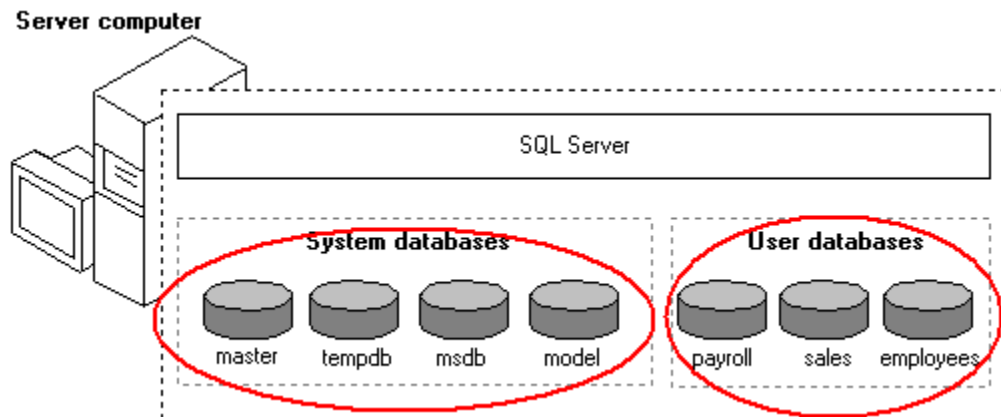 Server computer
SQL Server
System databases
User databases
master tempdb msdb model payroll sales employees